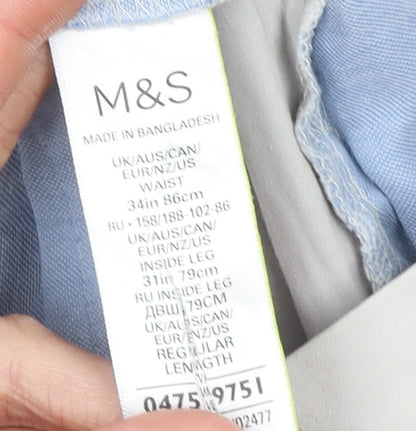 M&S
MADE IN BANGLADESH
UK/AUS/CAN/
EUR/NZ/US
WAIST
34in 86cm
RU - 158/188-102-86
UK/AUS/CAN/
EUR/NZ/US
INSIDE LEG
31in 79cm
RU INSIDE LEG
ДВШ 79CM
UK/AUS/CAN/
EUR/NZ/US
REGULAR
LENGTH
0475 9751
02477